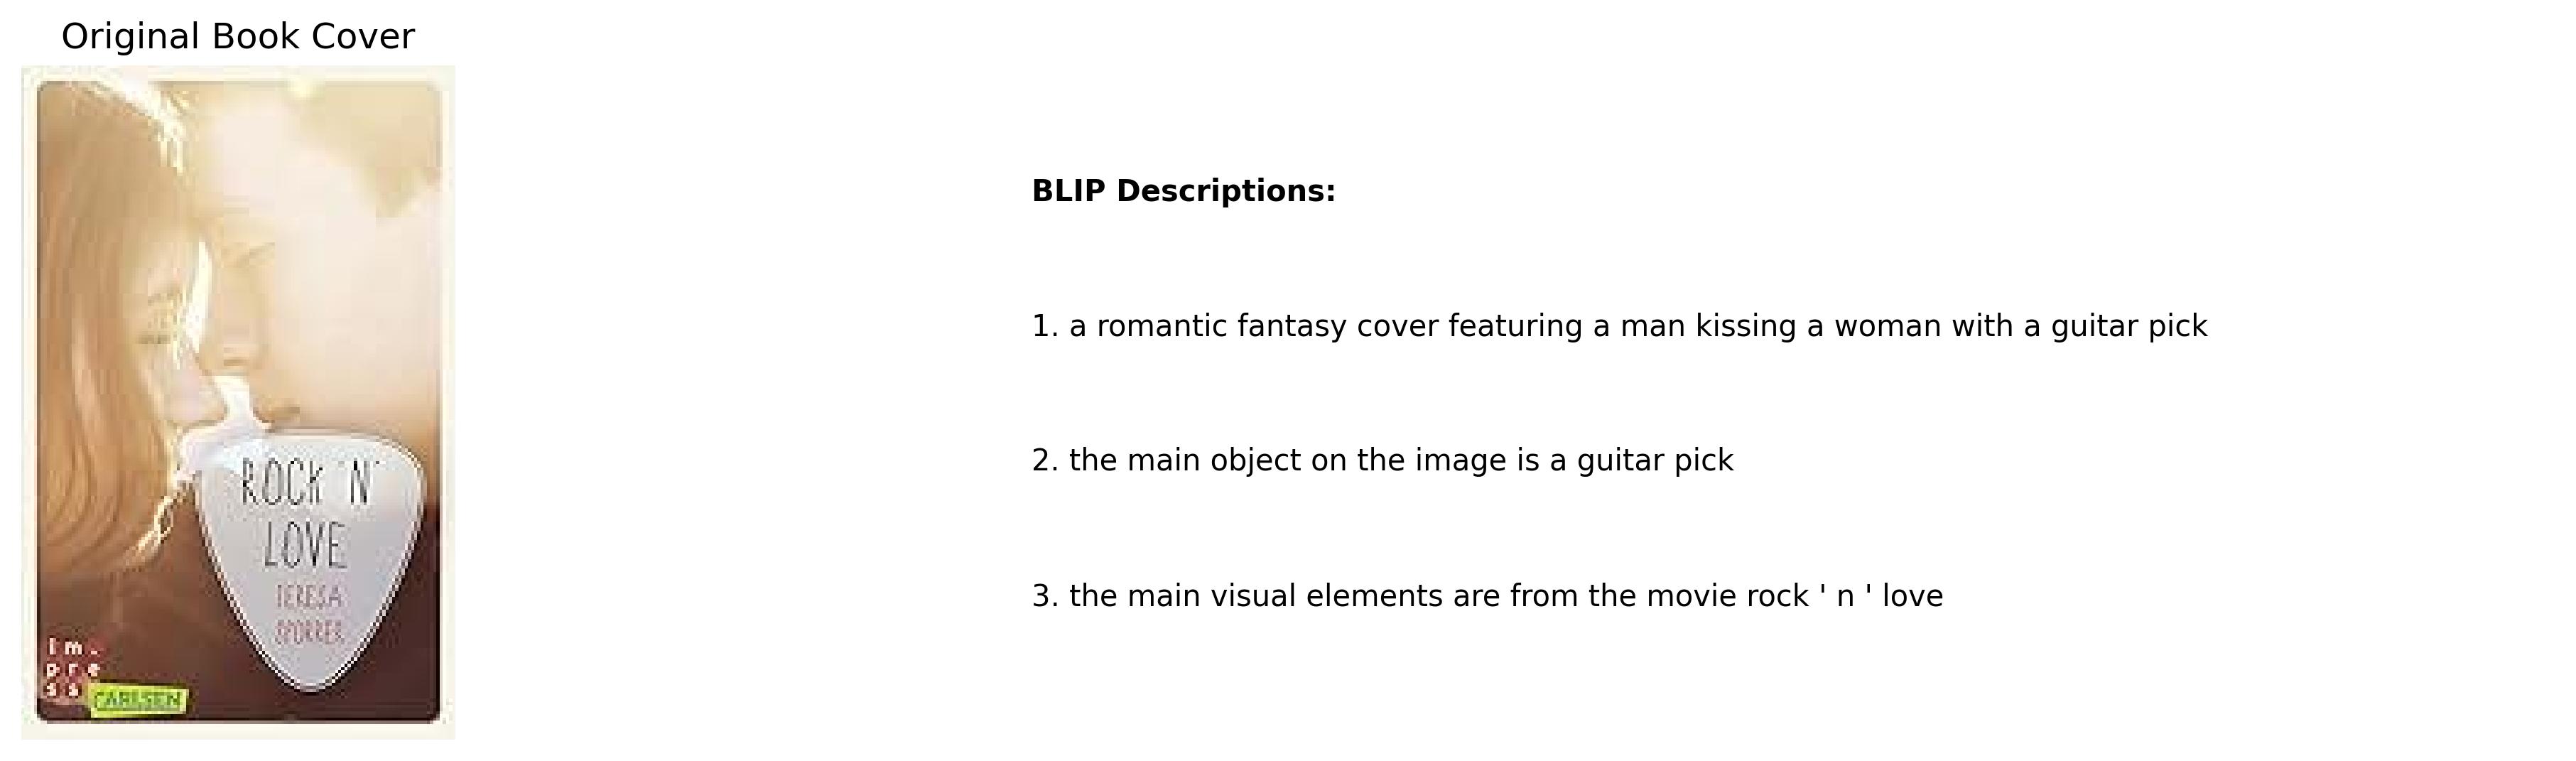 Original Book Cover
ROCK 'N'
LOVE
TERESA
SPORRER
im.
pre
ss
CARLSEN
BLIP Descriptions:
1. a romantic fantasy cover featuring a man kissing a woman with a guitar pick
2. the main object on the image is a guitar pick
3. the main visual elements are from the movie rock ' n ' love